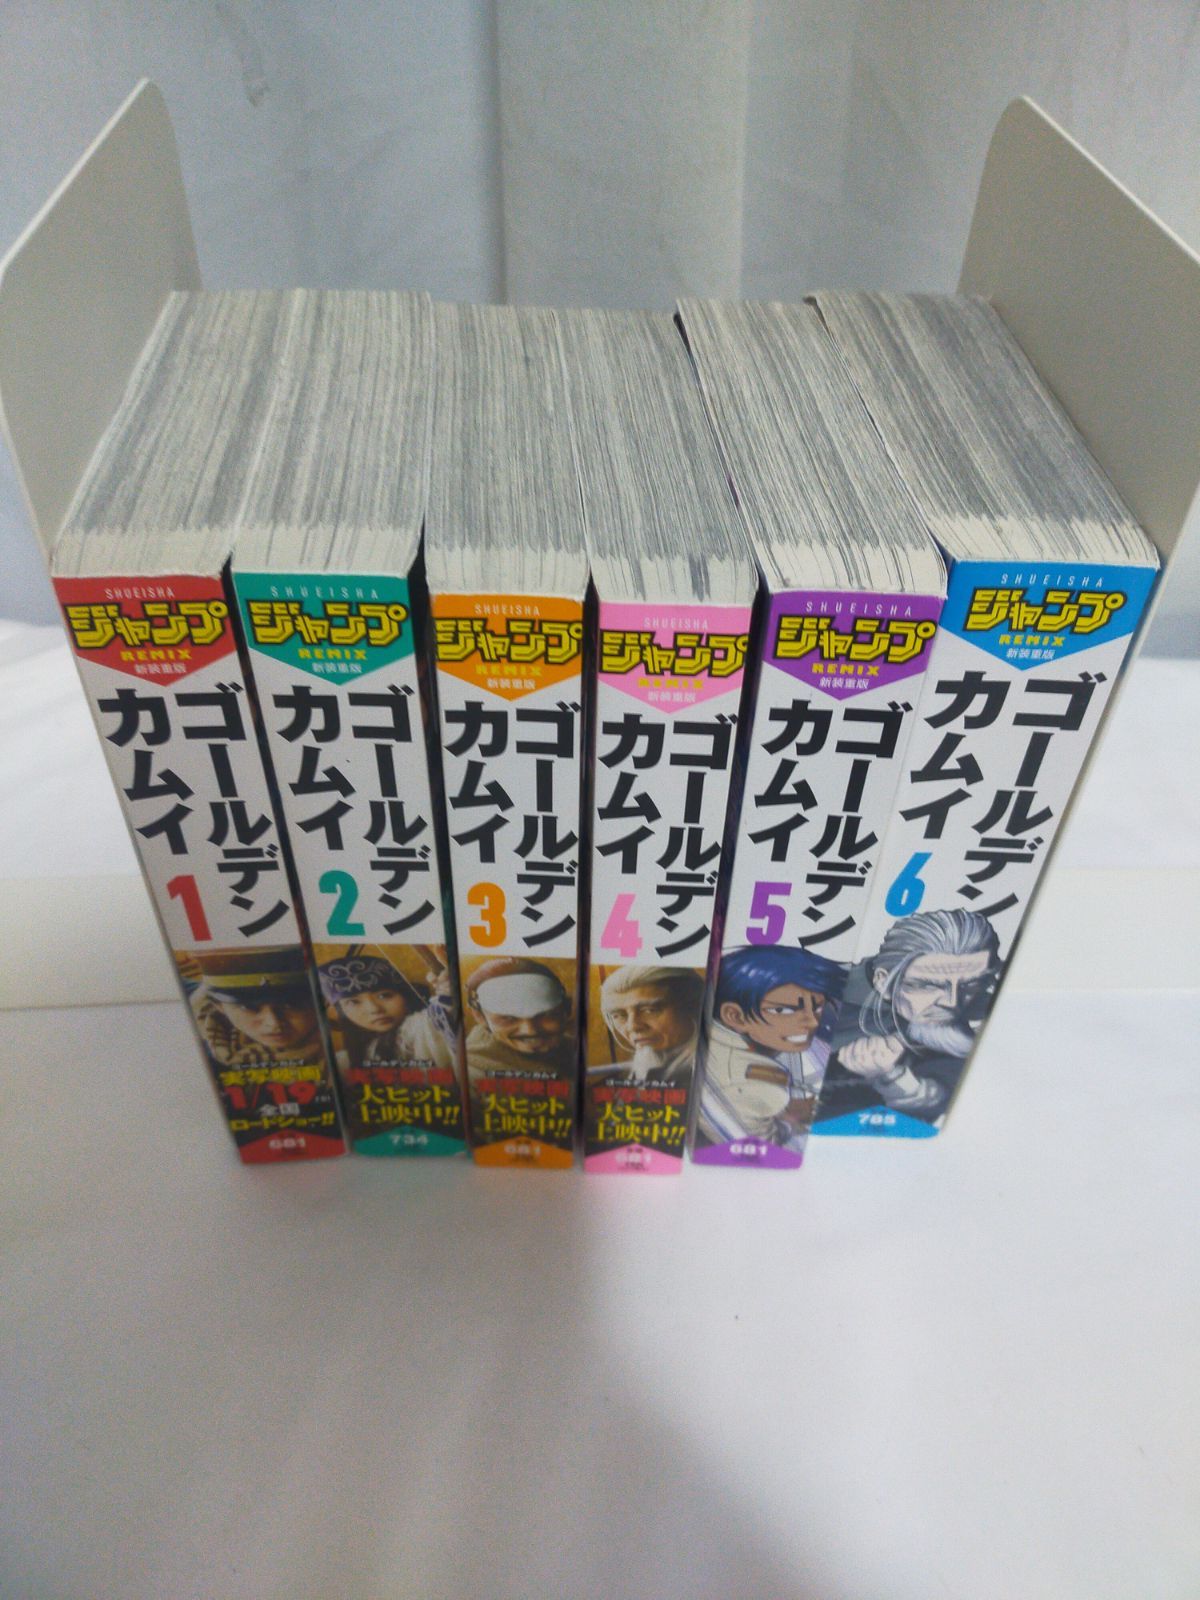 SHUEISHA
ジャンプ
REMIX
新装重版
ゴールデン
カムイ
1
ゴールデンカムイ
実写映画
1/19
全国
ロードショー!!
681
SHUEISHA
ジャンプ
REMIX
新装重版
ゴールデン
カムイ
2
ゴールデンカムイ
実写映画
大ヒット
上映中!!
734
SHUEISHA
ジャンプ
REMIX
新装重版
ゴールデン
カムイ
3
ゴールデンカムイ
実写映画
大ヒット
上映中!!
681
SHUEISHA
ジャンプ
REMIX
新装重版
ゴールデン
カムイ
4
ゴールデンカムイ
実写映画
大ヒット
上映中!!
681
SHUEISHA
ジャンプ
REMIX
新装重版
ゴールデン
カムイ
5
681
SHUEISHA
ジャンプ
REMIX
新装重版
ゴールデン
カムイ
6
785